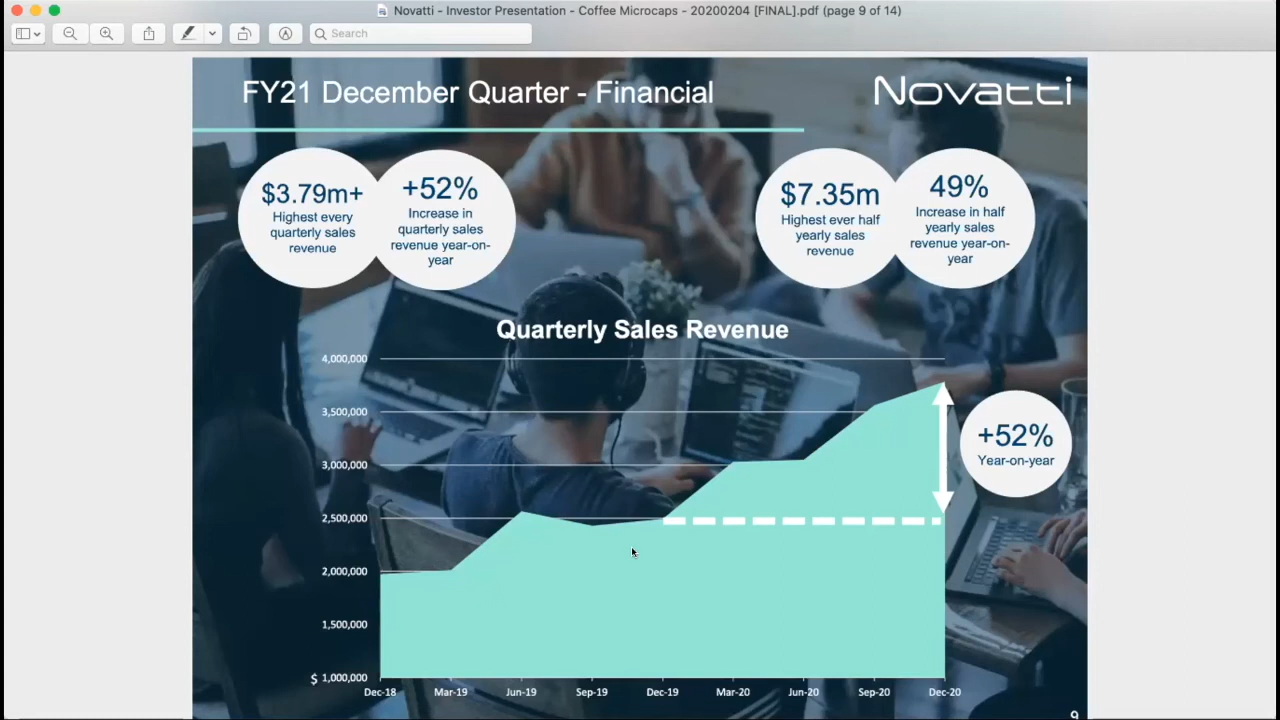 Novatti - Investor Presentation - Coffee Microcaps - 20200204 [FINAL].pdf (page 9 of 14)
Search
FY21 December Quarter - Financial
Novatti
$3.79m+
Highest every
quarterly sales
revenue
+52%
Increase in
quarterly sales
revenue year-on-
year
$7.35m
Highest ever half
yearly sales
revenue
49%
Increase in half
yearly sales
revenue year-on-
year
Quarterly Sales Revenue
4,000,000
3,500,000
3,000,000
2,500,000
2,000,000
1,500,000
$ 1,000,000
+52%
Year-on-year
Dec-18 Mar-19 Jun-19 Sep-19 Dec-19 Mar-20 Jun-20 Sep-20 Dec-20
9